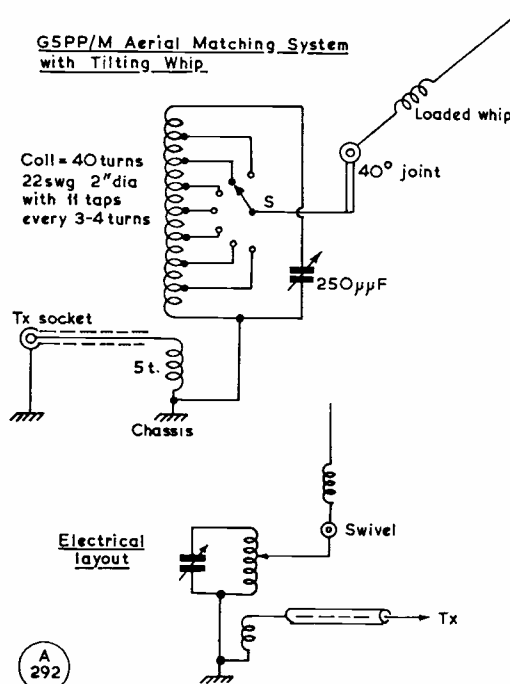 G5PP/M Aerial Matching System
with Tilting Whip
Loaded whip
Coil = 40 turns
22swg 2" dia
with 11 taps
every 3-4 turns
40° joint
S
250μμF
Tx socket
5t.
Chassis
Swivel
Electrical
layout
Tx
A
292